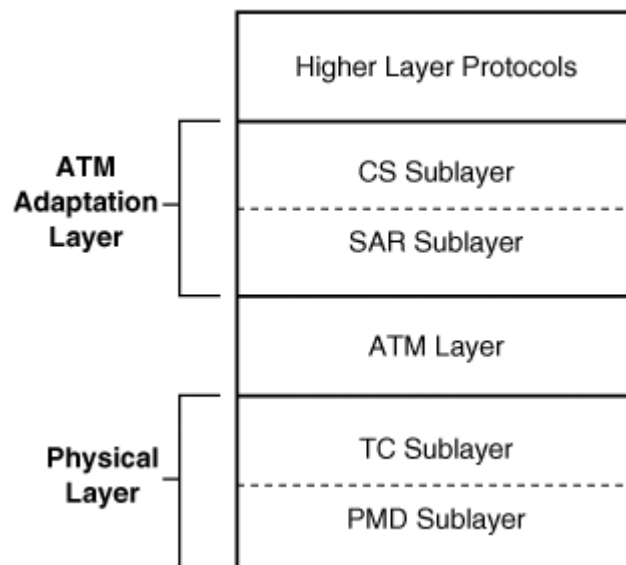 Higher Layer Protocols
ATM
Adaptation
Layer
CS Sublayer
SAR Sublayer
ATM Layer
Physical
Layer
TC Sublayer
PMD Sublayer